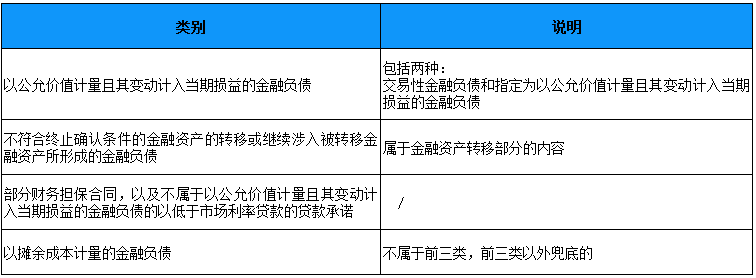 类别
说明
以公允价值计量且其变动计入当期损益的金融负债
包括两种：
交易性金融负债和指定为以公允价值计量且其变动计入当期
损益的金融负债
不符合终止确认条件的金融资产的转移或继续涉入被转移金
融资产所形成的金融负债
属于金融资产转移部分的内容
部分财务担保合同，以及不属于以公允价值计量且其变动计
入当期损益的金融负债的以低于市场利率贷款的贷款承诺
/
以摊余成本计量的金融负债
不属于前三类，前三类以外兜底的